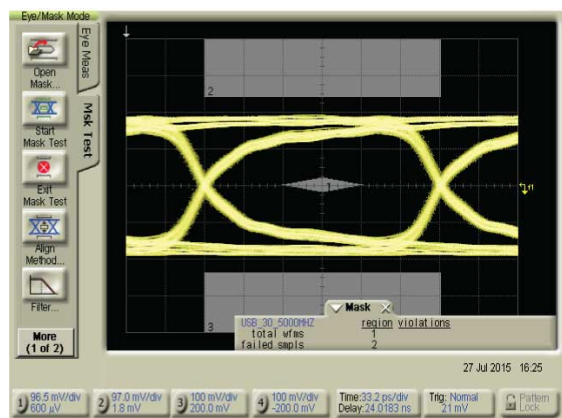 Eye/Mask Mode
Eye Meas
Msk Test
Open
Mask...
Start
Mask Test
Exit
Mask Test
Align
Method...
Filter...
More
(1 of 2)
2
1
3
Mask
USB_30_5000MHZ region violations
total wfms 1
failed smpls 2
27 Jul 2015 16:25
1 96.5 mV/div
600 µV
2 97.0 mV/div
1.8 mV
3 100 mV/div
200.0 mV
4 100 mV/div
-200.0 mV
Time:33.2 ps/div
Delay:24.0183 ns
Trig: Normal
21 mV
Pattern
Lock